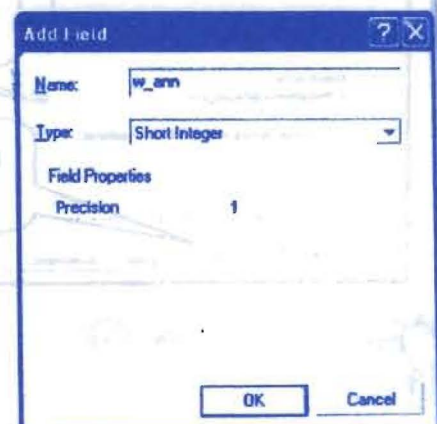 Add Field
Name: w_ann
Type: Short Integer
Field Properties
Precision 1
OK Cancel